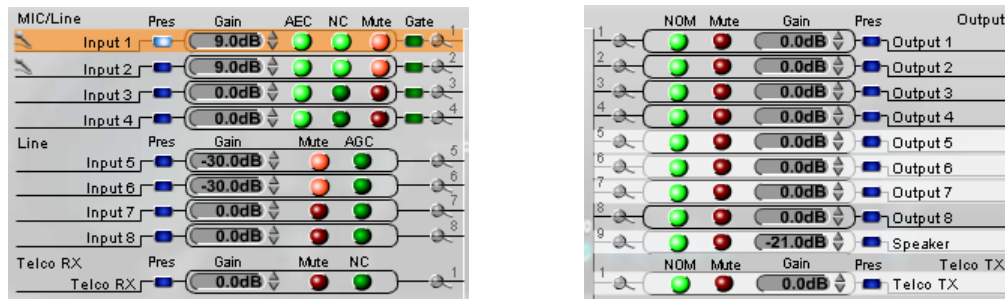 MIC/Line Pres Gain AEC NC Mute Gate
Input 1 9.0dB 1
Input 2 9.0dB 2
Input 3 0.0dB 3
Input 4 0.0dB 4
Line Pres Gain Mute AGC
Input 5 -30.0dB 5
Input 6 -30.0dB 6
Input 7 0.0dB 7
Input 8 0.0dB 8
Telco RX Pres Gain Mute NC
Telco RX 0.0dB 1
NOM Mute Gain Pres Output
1 0.0dB Output 1
2 0.0dB Output 2
3 0.0dB Output 3
4 0.0dB Output 4
5 0.0dB Output 5
6 0.0dB Output 6
7 0.0dB Output 7
8 0.0dB Output 8
9 -21.0dB Speaker
NOM Mute Gain Pres Telco TX
1 0.0dB Telco TX